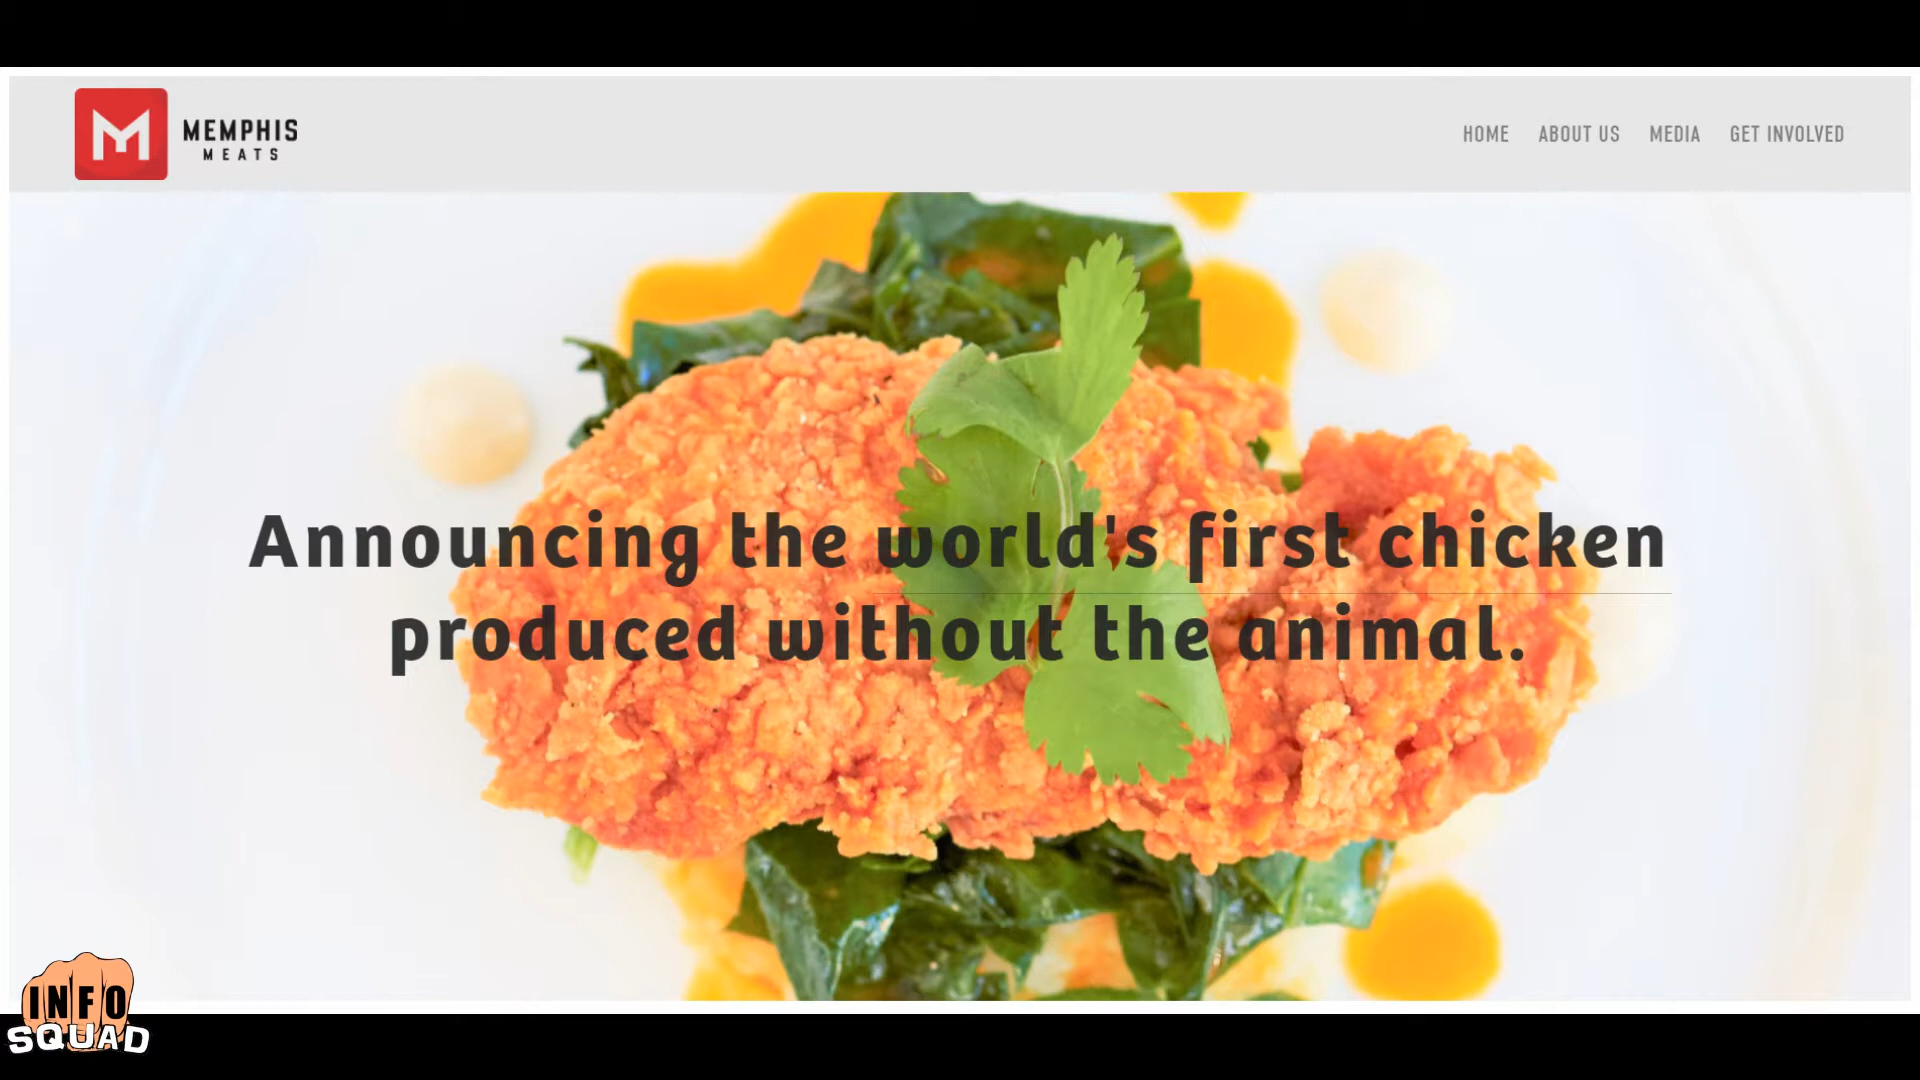 M
MEMPHIS
MEATS
HOME ABOUT US MEDIA GET INVOLVED
Announcing the world's first chicken
produced without the animal.
INFO
SQUAD